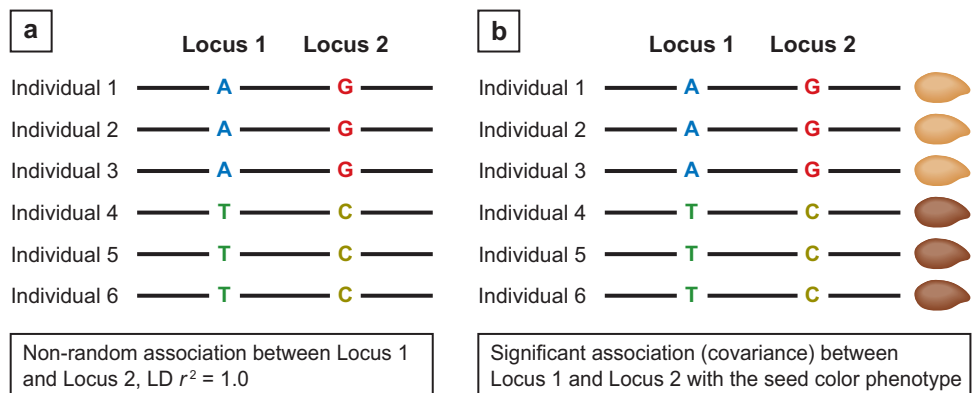 a
Locus 1 Locus 2
Individual 1 A G
Individual 2 A G
Individual 3 A G
Individual 4 T C
Individual 5 T C
Individual 6 T C
Non-random association between Locus 1
and Locus 2, LD r² = 1.0
b
Locus 1 Locus 2
Individual 1 A G
Individual 2 A G
Individual 3 A G
Individual 4 T C
Individual 5 T C
Individual 6 T C
Significant association (covariance) between
Locus 1 and Locus 2 with the seed color phenotype